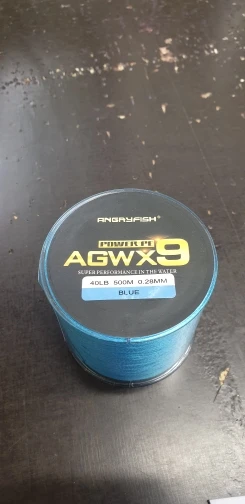 ANGRYFISH®
POWER PE
AGWX9
SUPER PERFORMANCE IN THE WATER
40LB 500M 0.28MM
BLUE